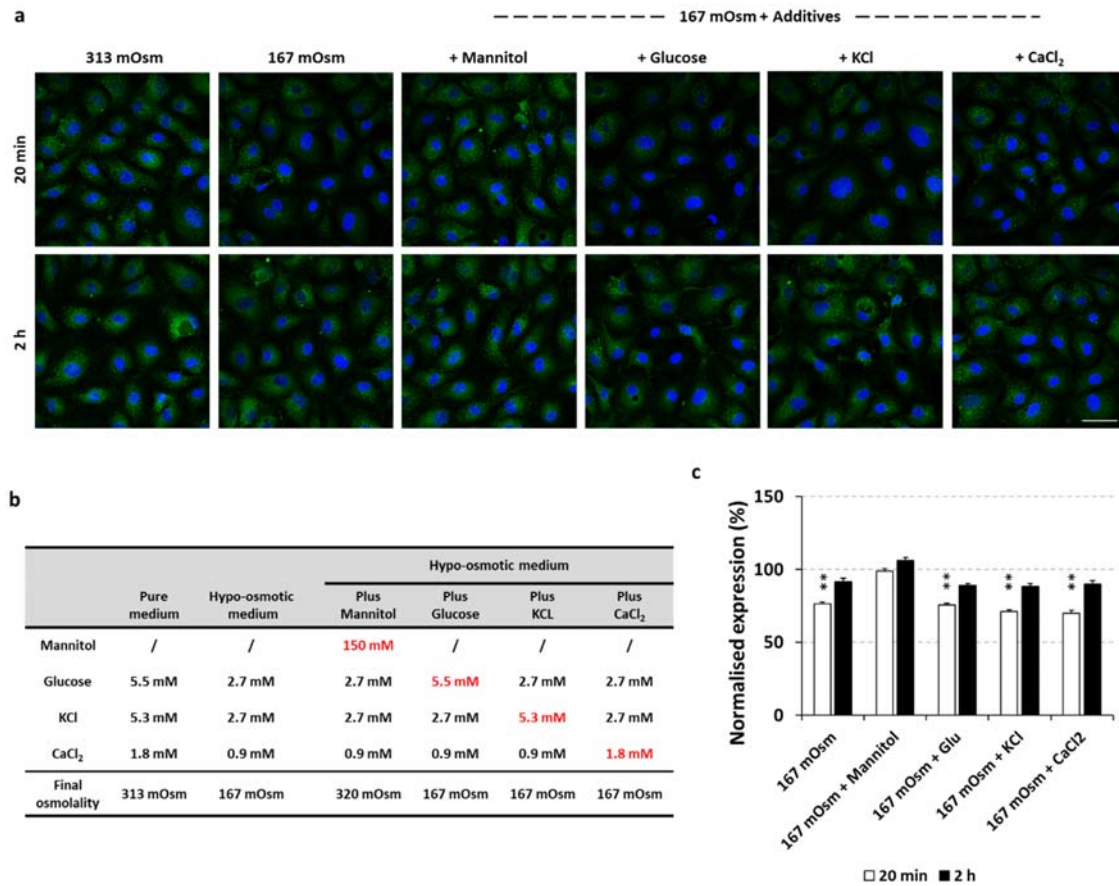 a
167 mOsm + Additives
313 mOsm 167 mOsm + Mannitol + Glucose + KCl + CaCl₂
20 min
2 h
b
Hypo-osmotic medium
Pure medium Hypo-osmotic medium Plus Mannitol Plus Glucose Plus KCL Plus CaCl₂
Mannitol / / 150 mM / / /
Glucose 5.5 mM 2.7 mM 2.7 mM 5.5 mM 2.7 mM 2.7 mM
KCl 5.3 mM 2.7 mM 2.7 mM 2.7 mM 5.3 mM 2.7 mM
CaCl₂ 1.8 mM 0.9 mM 0.9 mM 0.9 mM 0.9 mM 1.8 mM
Final osmolality 313 mOsm 167 mOsm 320 mOsm 167 mOsm 167 mOsm 167 mOsm
c
Normalised expression (%)
150
100
50
0
** ** ** **
167 mOsm
167 mOsm + Mannitol
167 mOsm + Glu
167 mOsm + KCl
167 mOsm + CaCl2
20 min 2 h